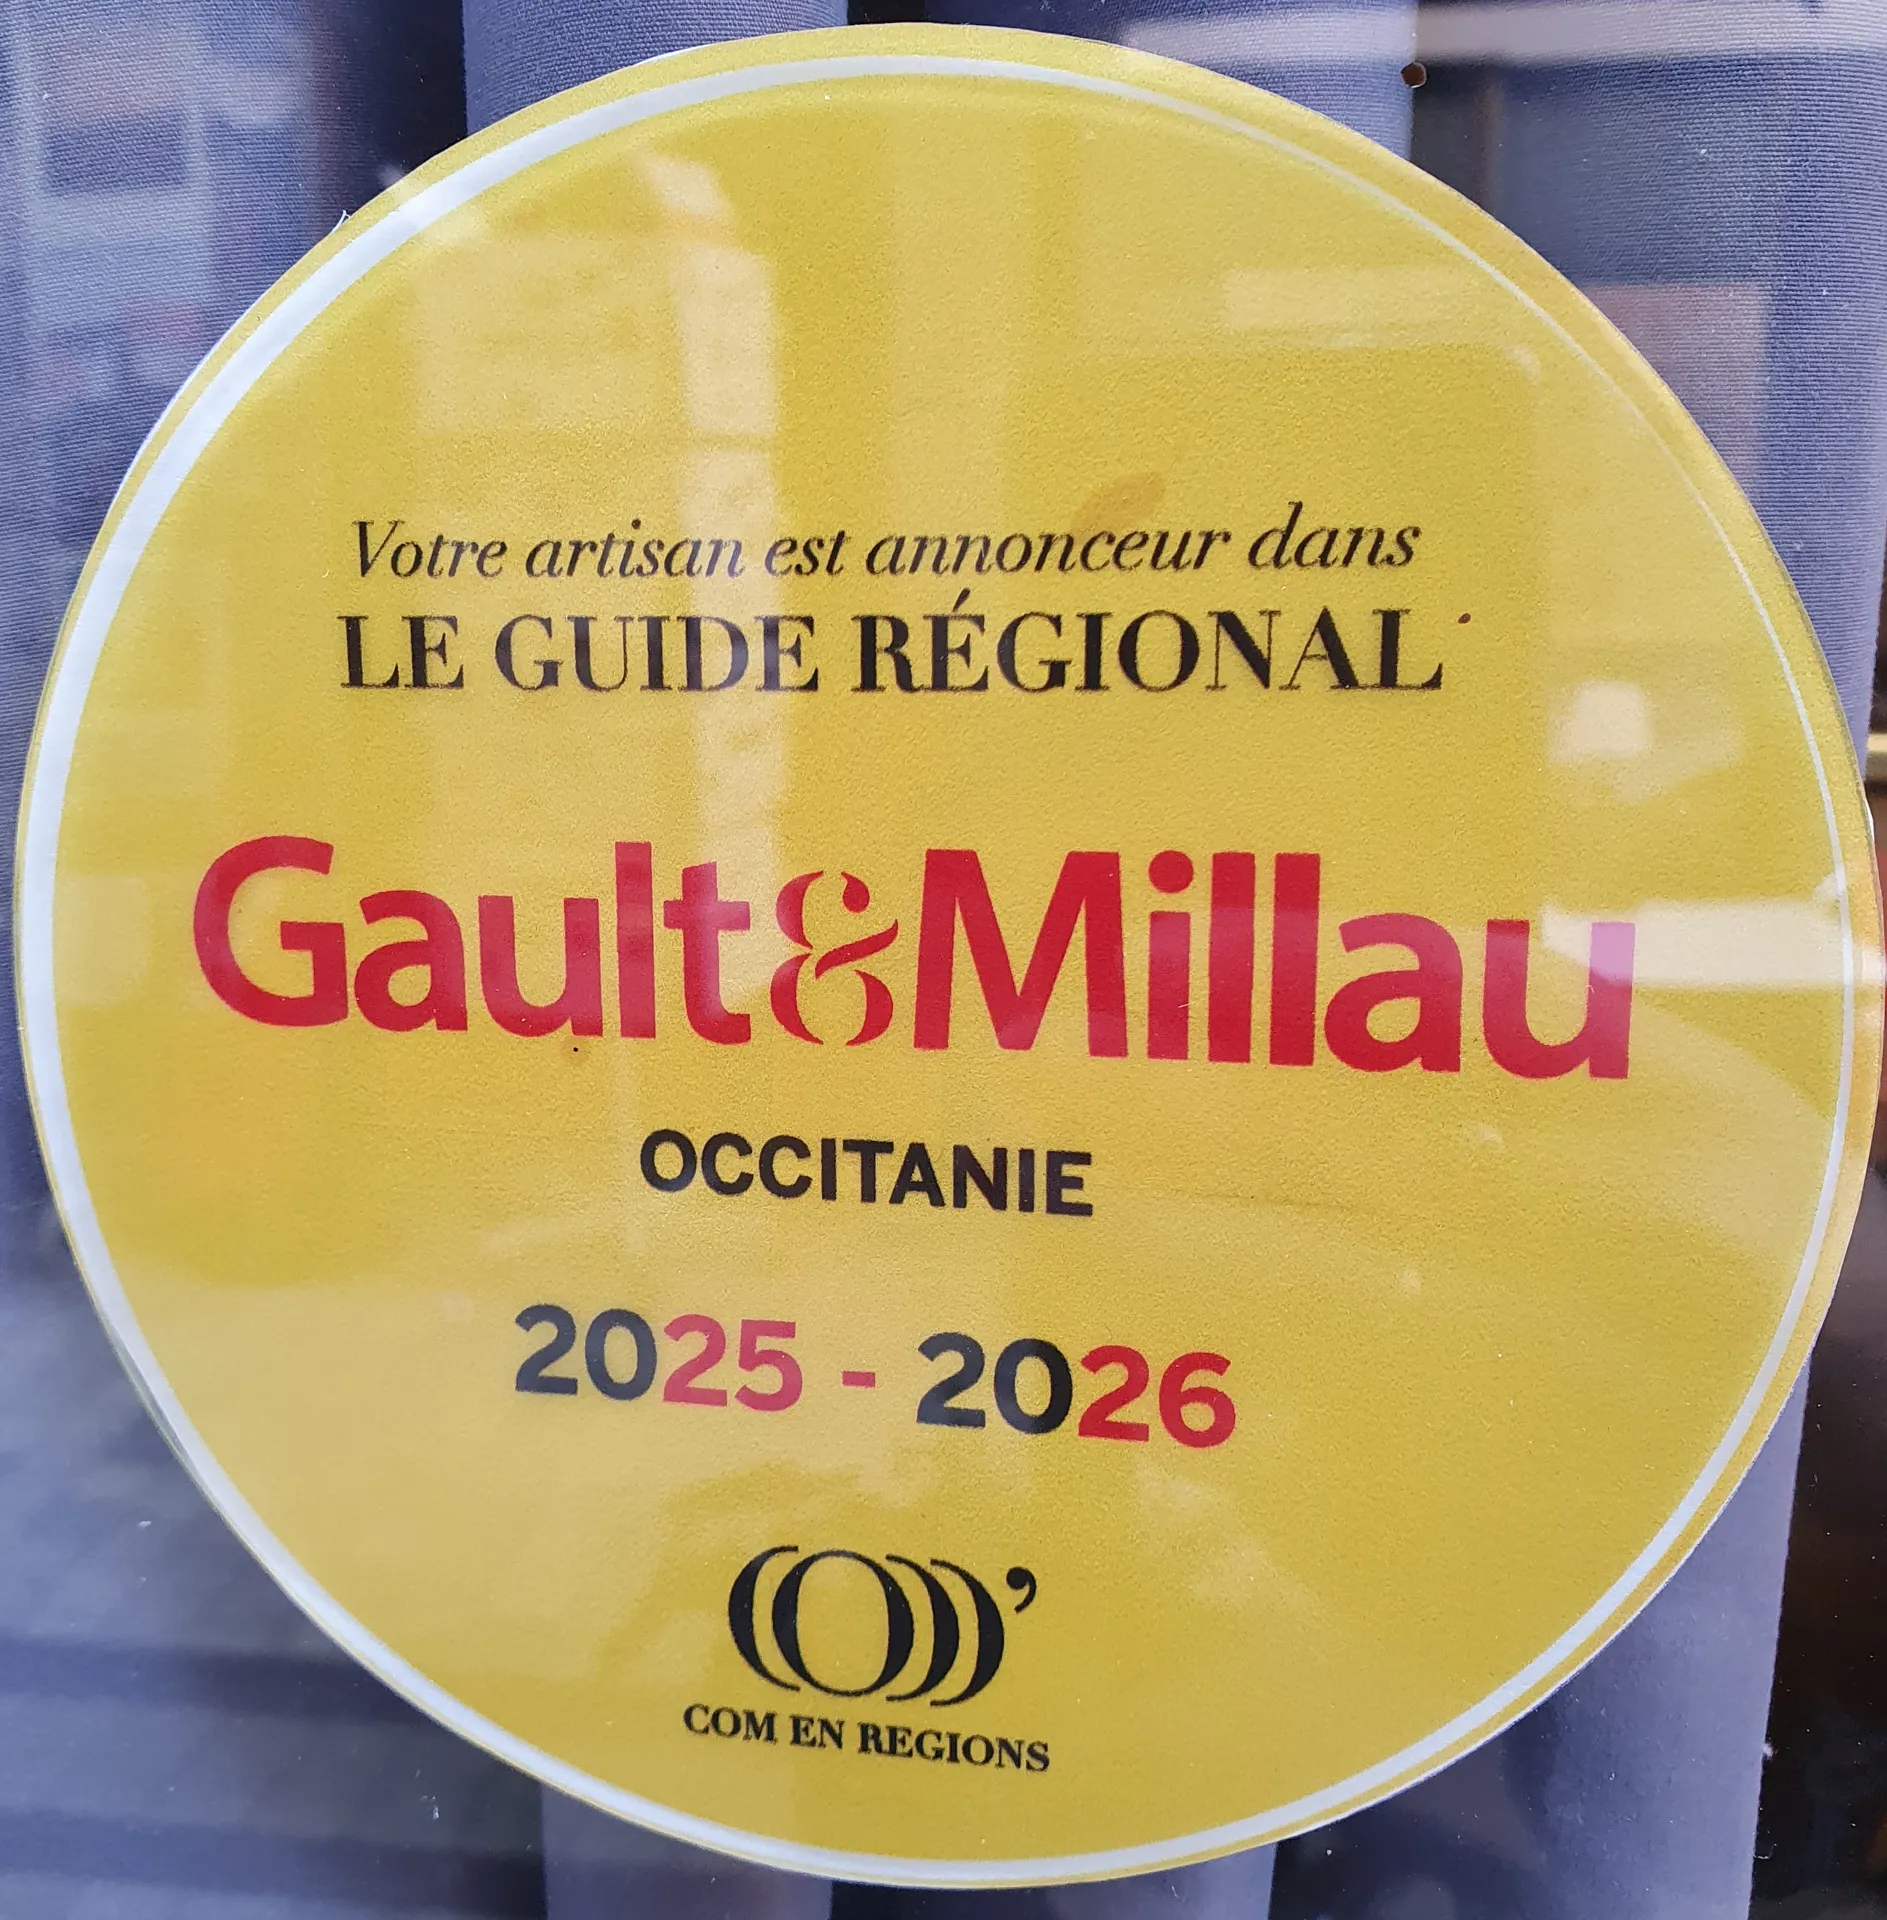 Votre artisan est annonceur dans
LE GUIDE RÉGIONAL
Gault&Millau
OCCITANIE
2025 - 2026
COM EN REGIONS